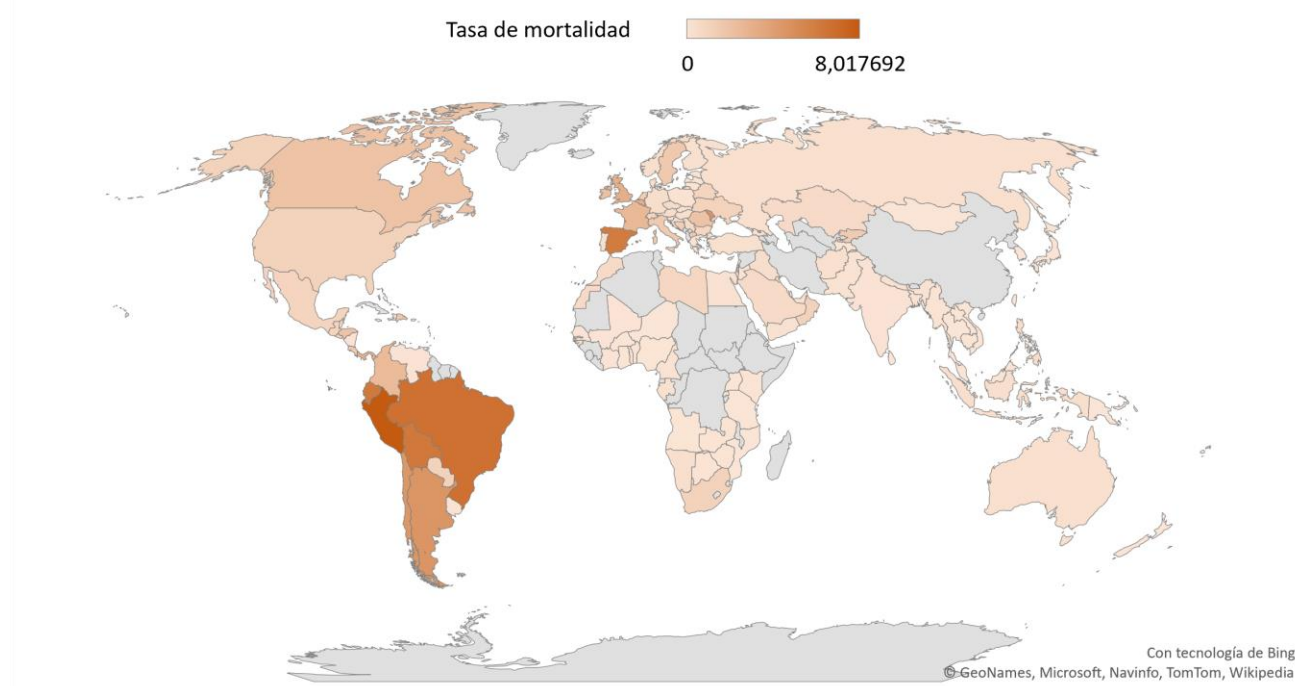 Tasa de mortalidad
0
8,017692
Con tecnología de Bing
© GeoNames, Microsoft, Navinfo, TomTom, Wikipedia